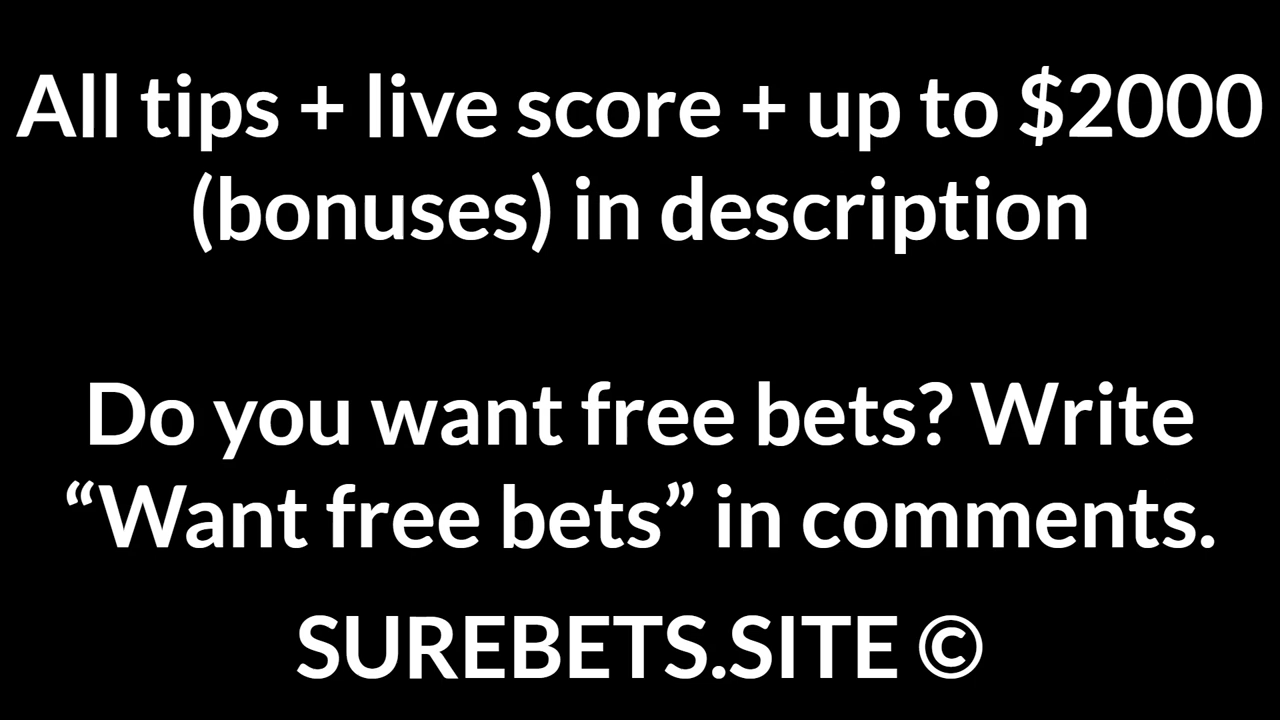 All tips + live score + up to $2000
(bonuses) in description
Do you want free bets? Write
“Want free bets” in comments.
SUREBETS.SITE ©